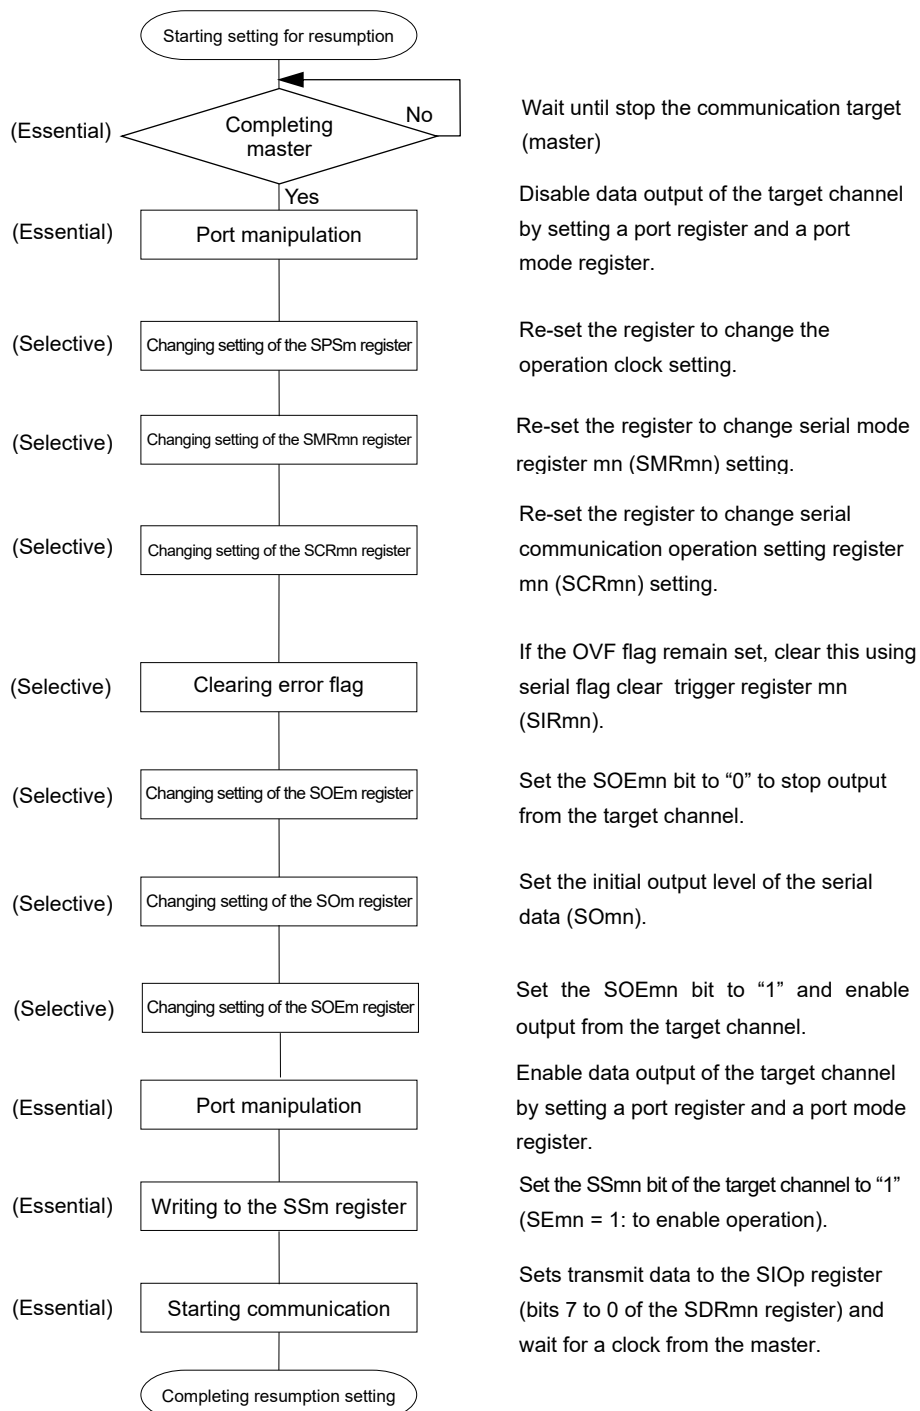 Starting setting for resumption
(Essential)
Completing
master
No
Wait until stop the communication target
(master)
Yes
(Essential)
Port manipulation
Disable data output of the target channel
by setting a port register and a port
mode register.
(Selective)
Changing setting of the SPSm register
Re-set the register to change the
operation clock setting.
(Selective)
Changing setting of the SMRmn register
Re-set the register to change serial mode
register mn (SMRmn) setting.
(Selective)
Changing setting of the SCRmn register
Re-set the register to change serial
communication operation setting register
mn (SCRmn) setting.
(Selective)
Clearing error flag
If the OVF flag remain set, clear this using
serial flag clear trigger register mn
(SIRmn).
(Selective)
Changing setting of the SOEm register
Set the SOEmn bit to “0” to stop output
from the target channel.
(Selective)
Changing setting of the SOm register
Set the initial output level of the serial
data (SOmn).
(Selective)
Changing setting of the SOEm register
Set the SOEmn bit to “1” and enable
output from the target channel.
(Essential)
Port manipulation
Enable data output of the target channel
by setting a port register and a port mode
register.
(Essential)
Writing to the SSm register
Set the SSmn bit of the target channel to “1”
(SEmn = 1: to enable operation).
(Essential)
Starting communication
Sets transmit data to the SIOp register
(bits 7 to 0 of the SDRmn register) and
wait for a clock from the master.
Completing resumption setting